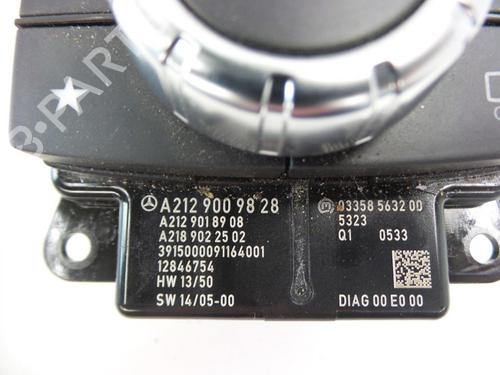 B-PARTS
A212 900 98 28
A212 901 89 08
A218 902 25 02
3915000091164001
12846754
HW 13/50
SW 14/05-00
03358 5632 00
5323
Q1 0533
DIAG 00 E0 00